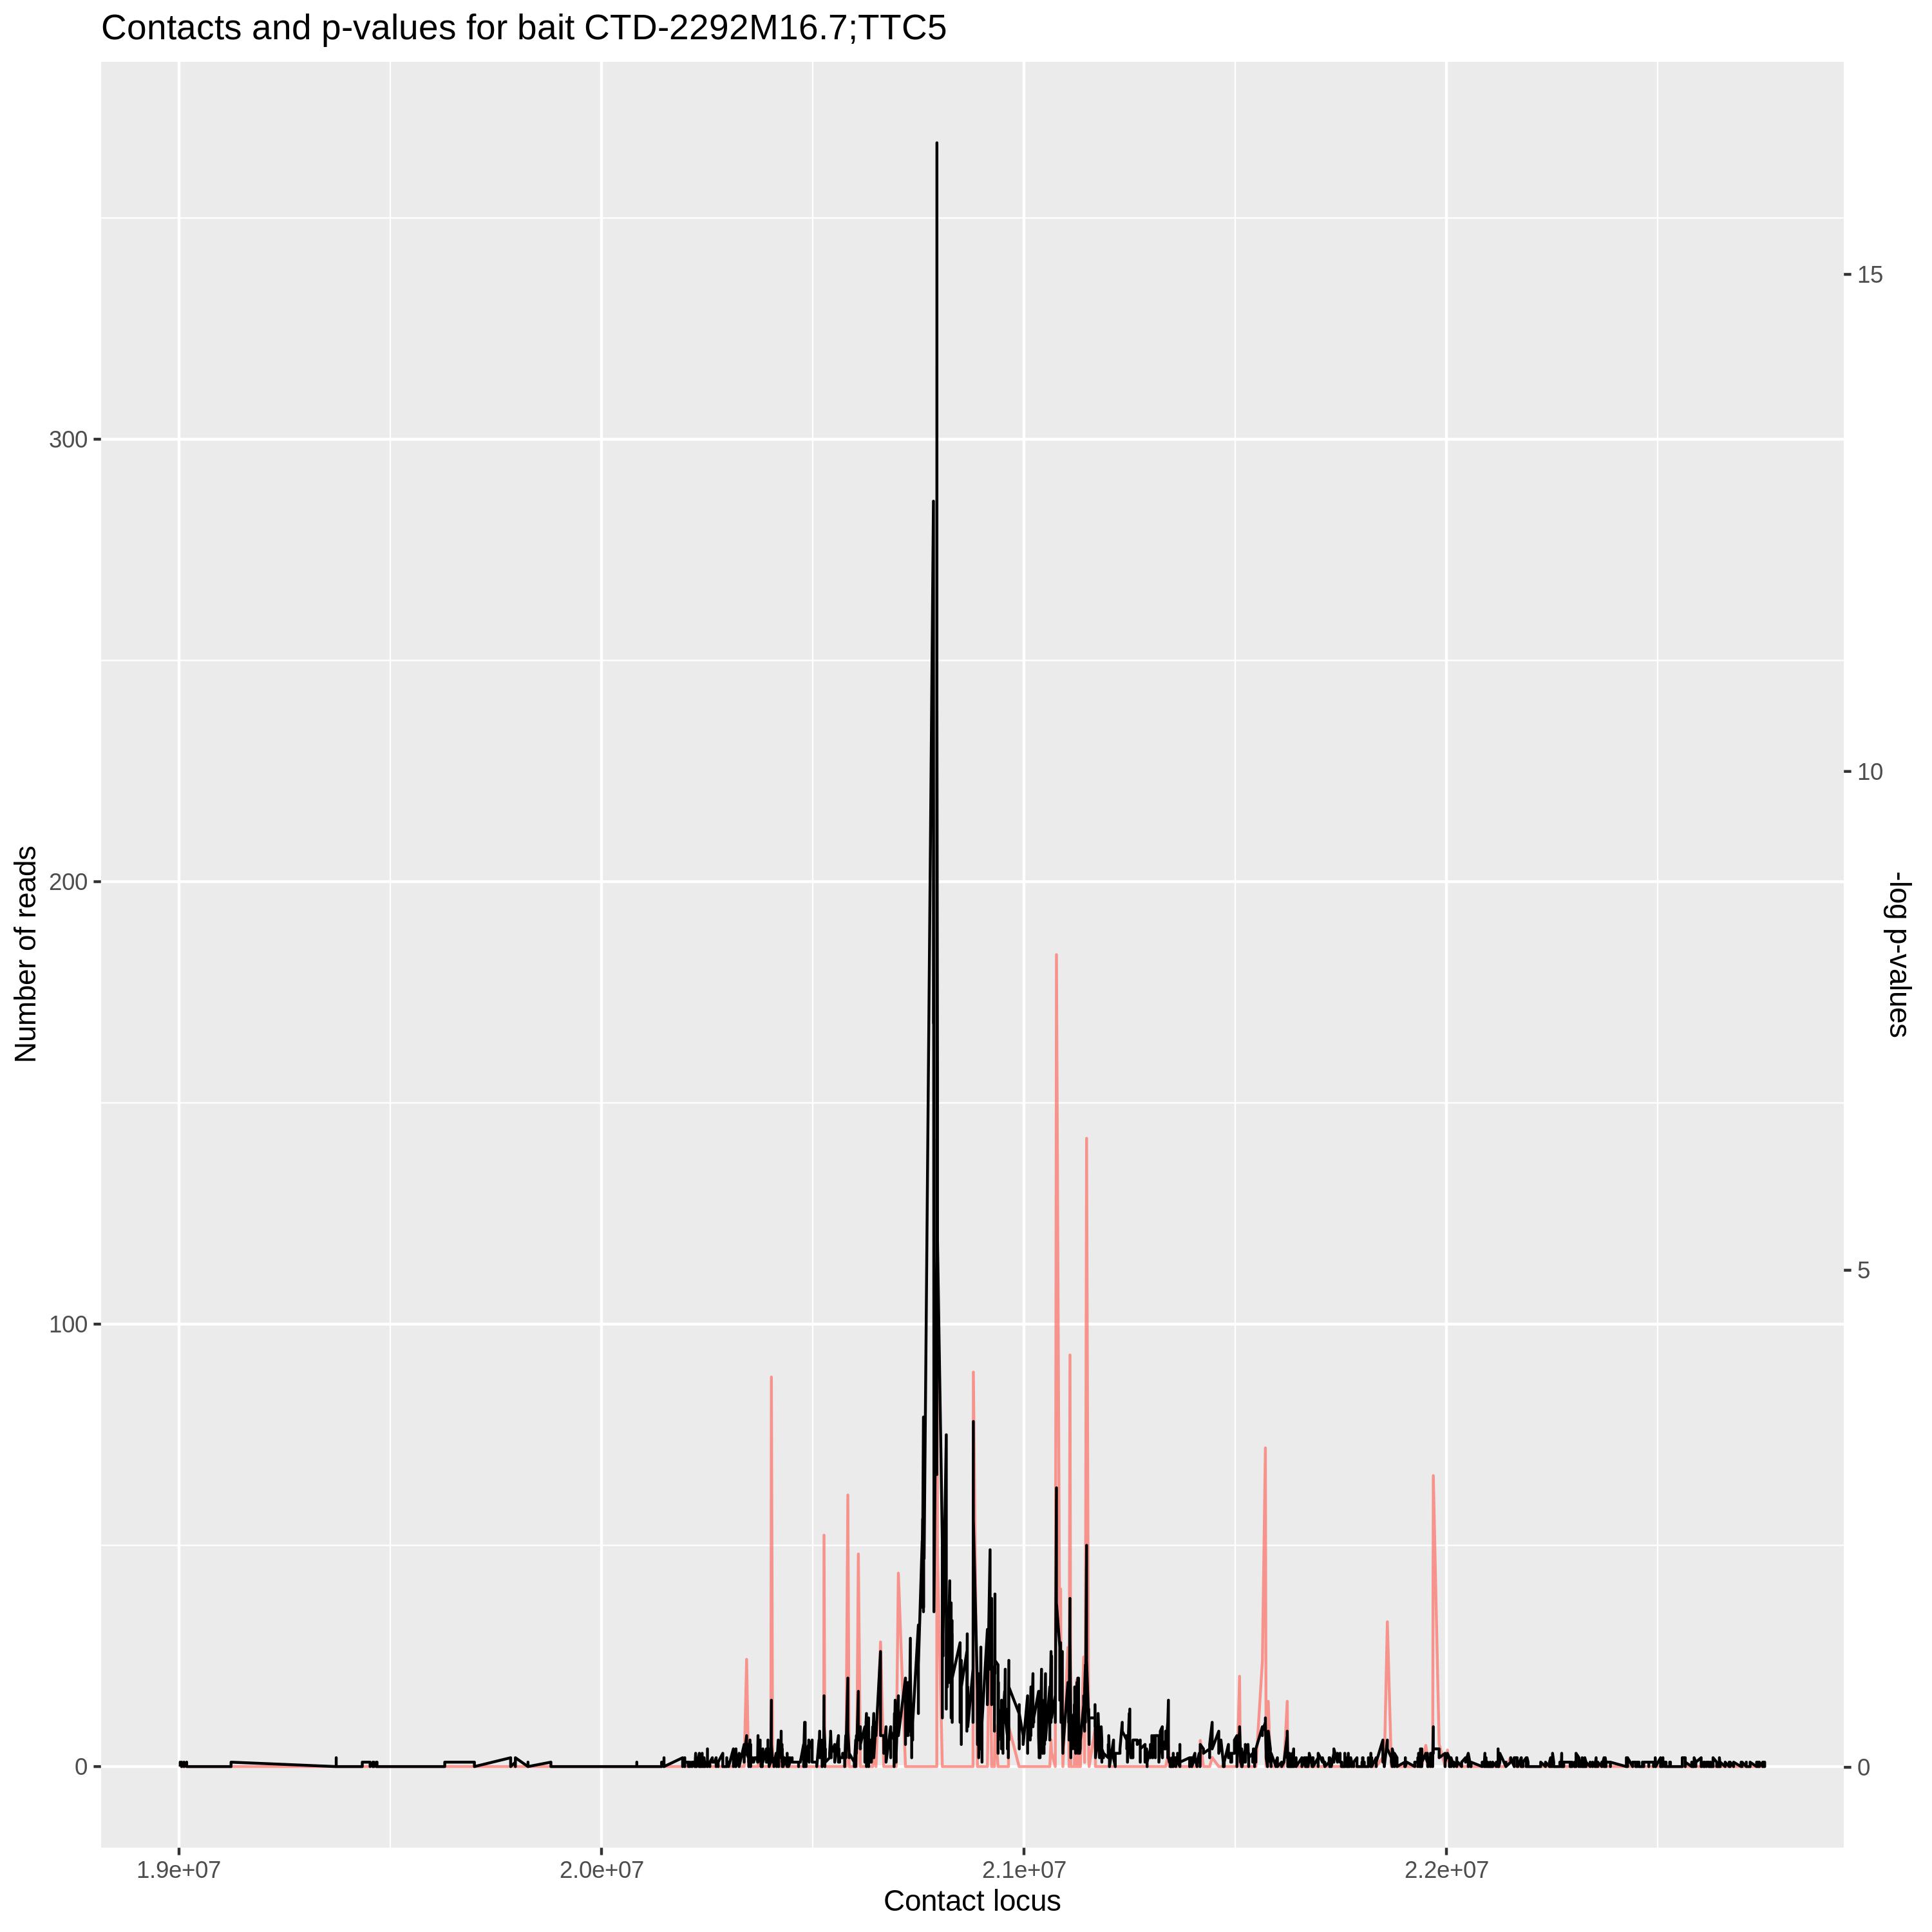 Contacts and p-values for bait CTD-2292M16.7;TTC5
Number of reads
300
200
100
0
15
10
5
0
-log p-values
1.9e+07
2.0e+07
2.1e+07
2.2e+07
Contact locus